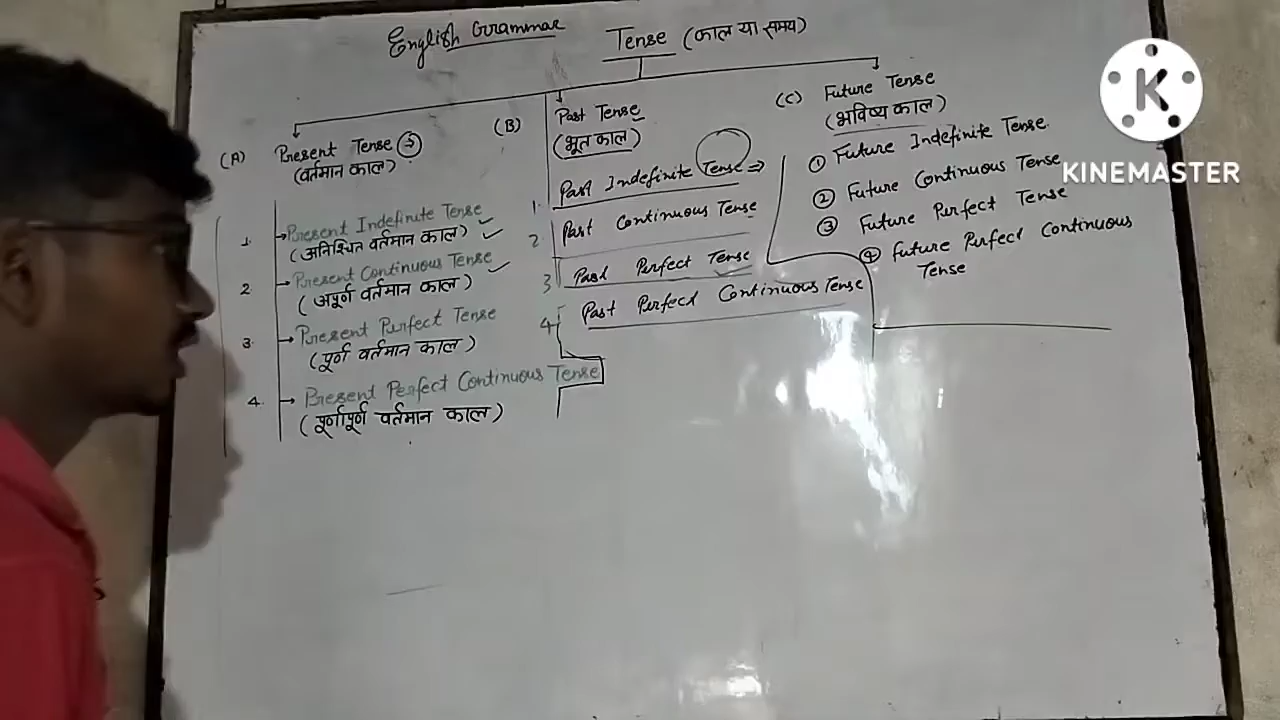 English Grammar
Tense (काल या समय)
(A) Present Tense
(वर्तमान काल)
1. Present Indefinite Tense
(अनिश्चित वर्तमान काल)
2 Present Continuous Tense
(अपूर्ण वर्तमान काल)
3. Present Perfect Tense
(पूर्ण वर्तमान काल)
4. Present Perfect Continuous Tense
(पूर्णापूर्ण वर्तमान काल)
(B) Past Tense
(भूत काल)
1. Past Indefinite Tense
2 Past Continuous Tense
3 Past Perfect Tense
4 Past Perfect Continuous Tense
(C) Future Tense
(भविष्य काल)
① Future Indefinite Tense
② Future Continuous Tense
③ Future Perfect Tense
④ Future Perfect Continuous
Tense
K
KINEMASTER